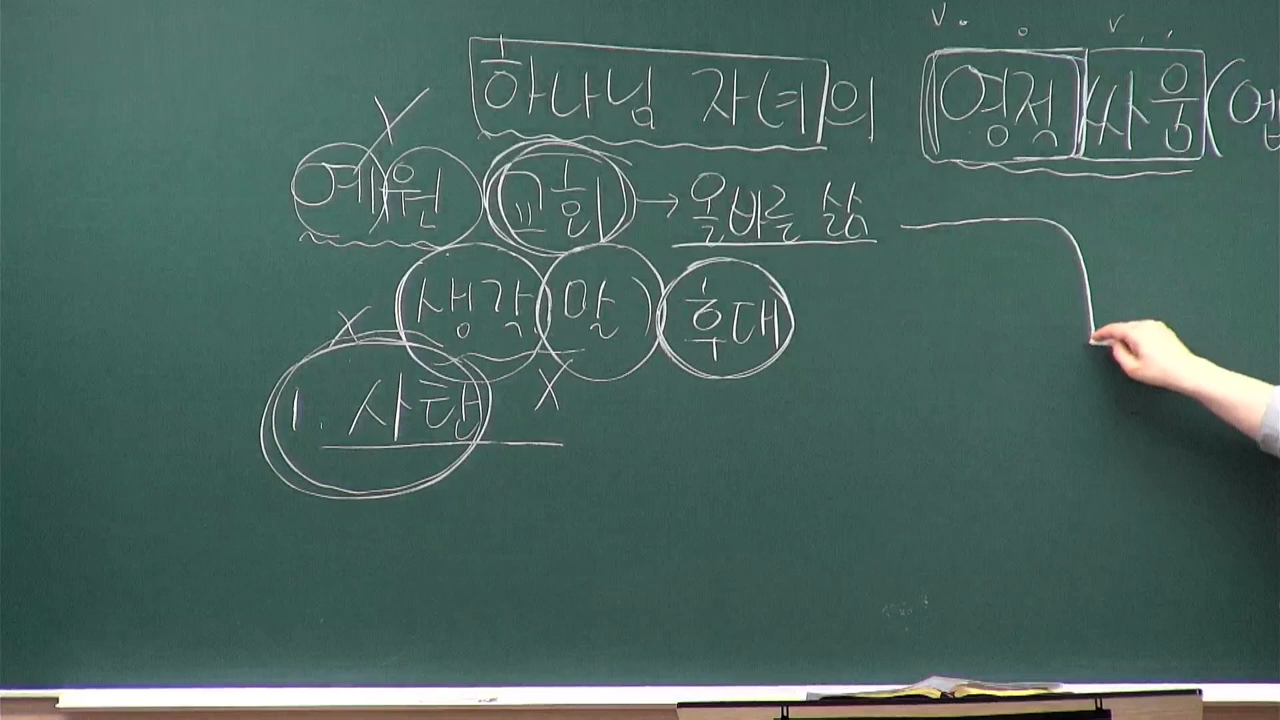 하나님 자녀의 영적 싸움 (엡
예원 교회 → 올바른 삶
생각 말 후대
1. 사탄